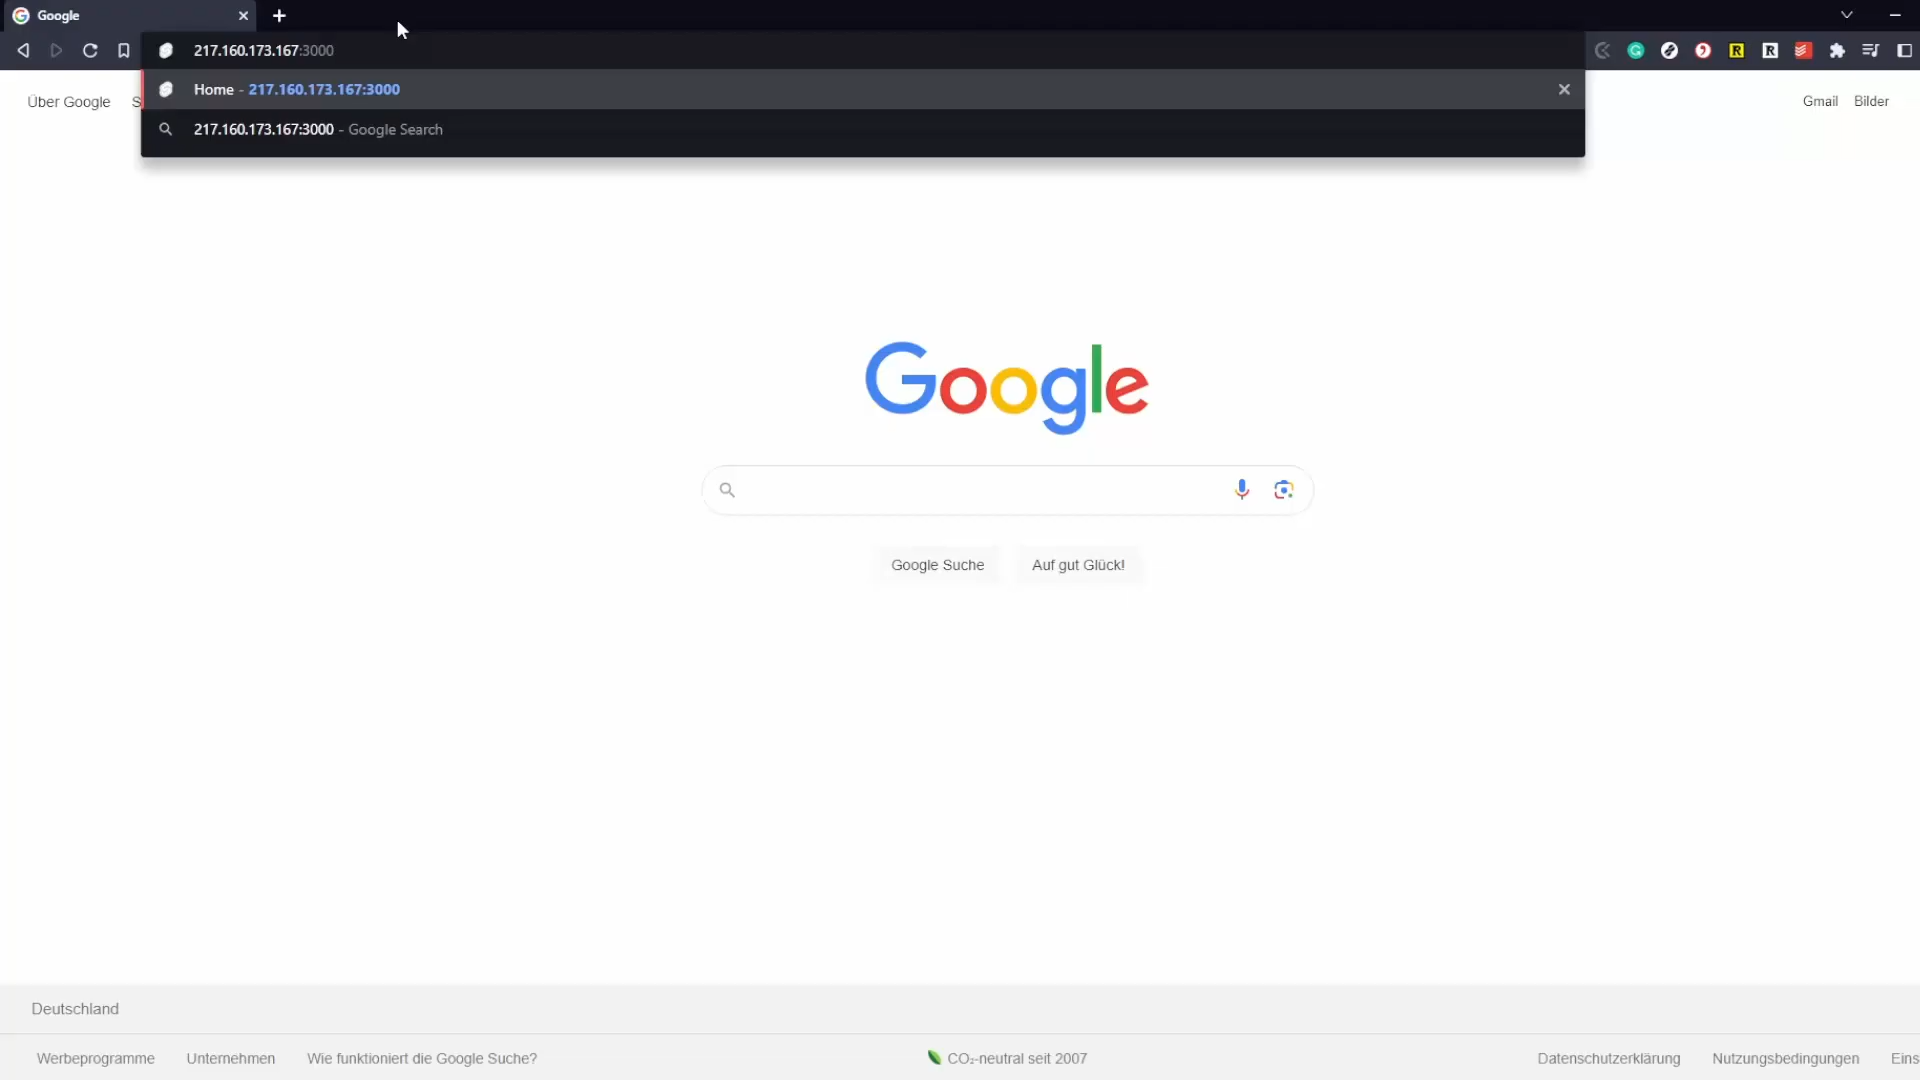 Google
217.160.173.167:3000
Home - 217.160.173.167:3000
217.160.173.167:3000 - Google Search
Über Google S
Gmail Bilder
Google
Google Suche Auf gut Glück!
Deutschland
Werbeprogramme Unternehmen Wie funktioniert die Google Suche? CO₂-neutral seit 2007 Datenschutzerklärung Nutzungsbedingungen Eins